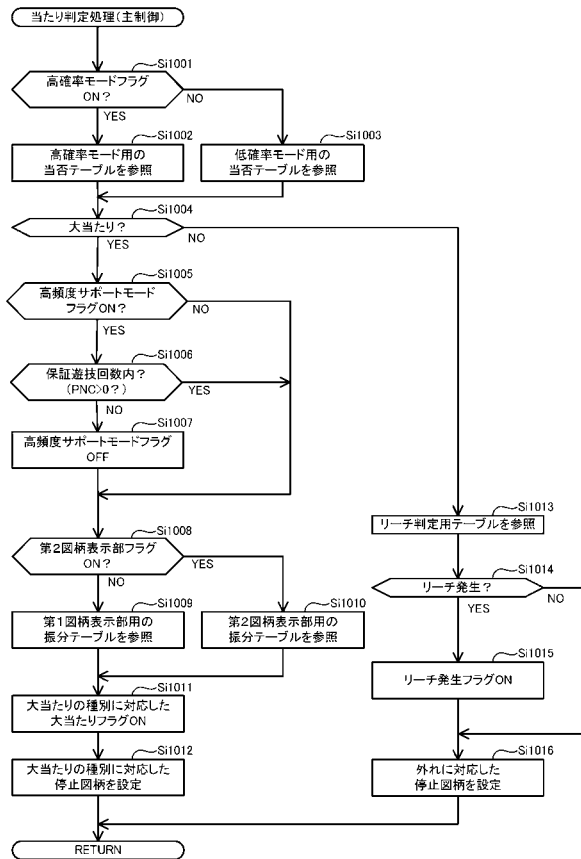 当たり判定処理(主制御)
Si1001
高確率モードフラグ
ON？
NO
YES
Si1002
高確率モード用の
当否テーブルを参照
Si1003
低確率モード用の
当否テーブルを参照
Si1004
大当たり？
NO
YES
Si1005
高頻度サポートモード
フラグON？
NO
YES
Si1006
保証遊技回数内？
(PNC>0？)
YES
NO
Si1007
高頻度サポートモードフラグ
OFF
Si1008
第2図柄表示部フラグ
ON？
YES
NO
Si1009
第1図柄表示部用の
振分テーブルを参照
Si1010
第2図柄表示部用の
振分テーブルを参照
Si1011
大当たりの種別に対応した
大当たりフラグON
Si1012
大当たりの種別に対応した
停止図柄を設定
Si1013
リーチ判定用テーブルを参照
Si1014
リーチ発生？
NO
YES
Si1015
リーチ発生フラグON
Si1016
外れに対応した
停止図柄を設定
RETURN